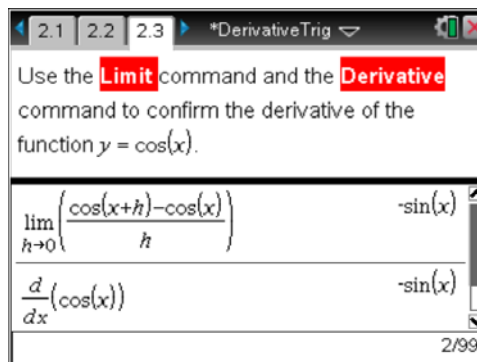 2.1 2.2 2.3 *DerivativeTrig
Use the Limit command and the Derivative
command to confirm the derivative of the
function y = cos(x).
lim h→0 ( (cos(x+h)-cos(x)) / h ) -sin(x)
d/dx (cos(x)) -sin(x)
2/99